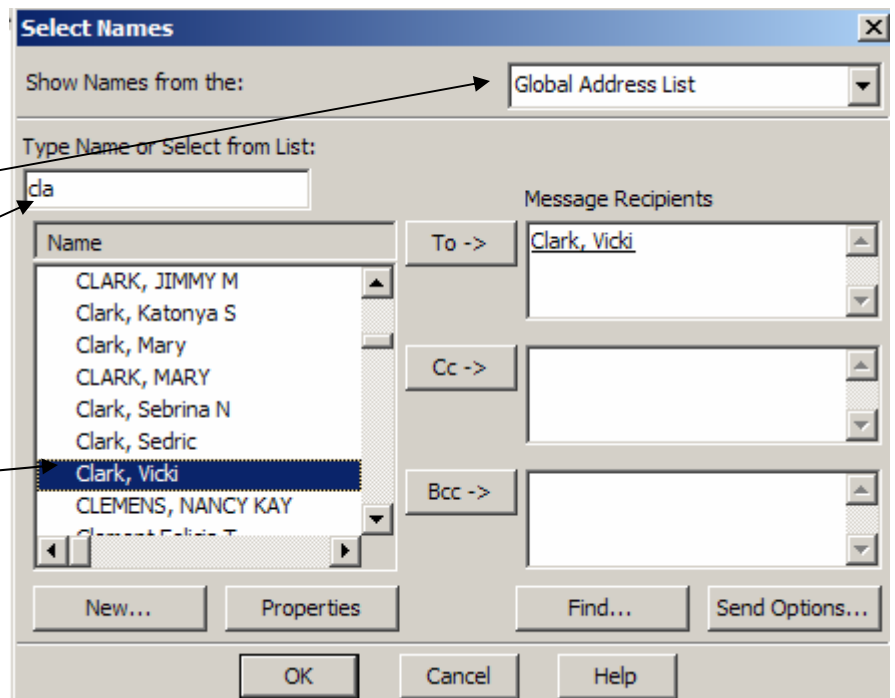 Select Names
Show Names from the:
Global Address List
Type Name or Select from List:
cla
Message Recipients
Name
To ->
Clark, Vicki
CLARK, JIMMY M
Clark, Katonya S
Clark, Mary
Cc ->
CLARK, MARY
Clark, Sebrina N
Clark, Sedric
Clark, Vicki
Bcc ->
CLEMENS, NANCY KAY
New...
Properties
Find...
Send Options...
OK
Cancel
Help